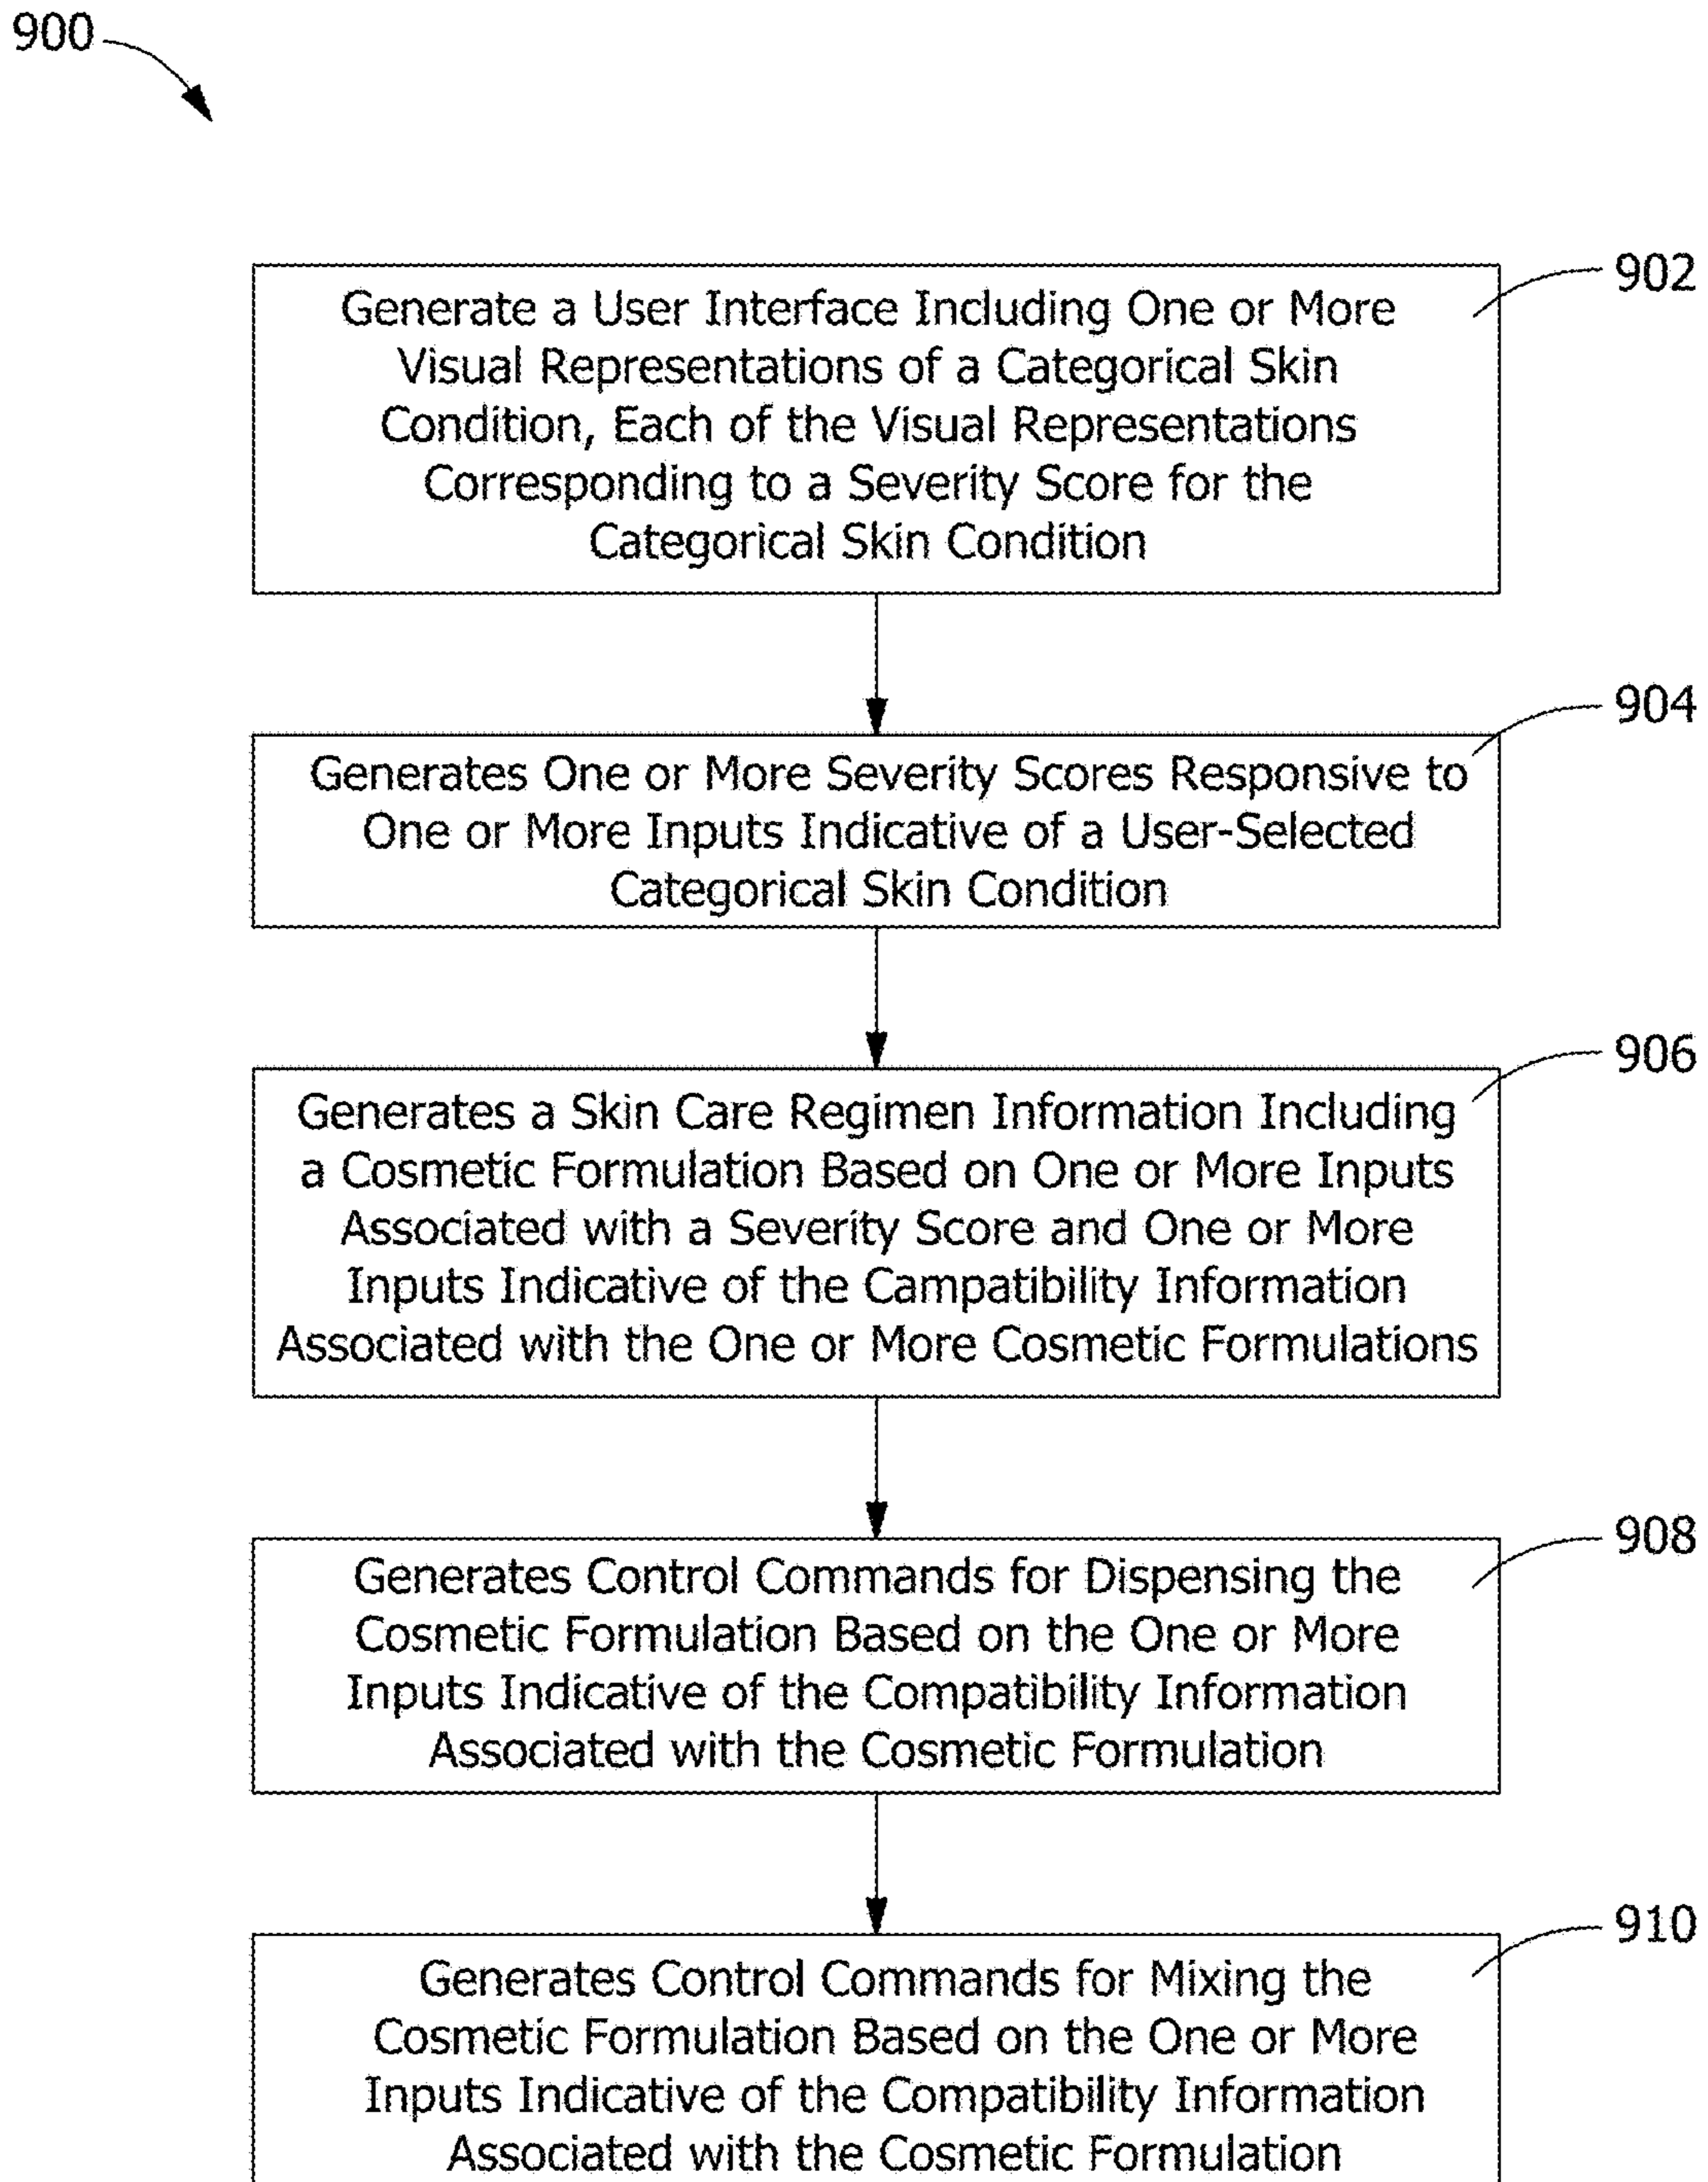 900
902
Generate a User Interface Including One or More
Visual Representations of a Categorical Skin
Condition, Each of the Visual Representations
Corresponding to a Severity Score for the
Categorical Skin Condition
904
Generates One or More Severity Scores Responsive to
One or More Inputs Indicative of a User-Selected
Categorical Skin Condition
906
Generates a Skin Care Regimen Information Including
a Cosmetic Formulation Based on One or More Inputs
Associated with a Severity Score and One or More
Inputs Indicative of the Campatibility Information
Associated with the One or More Cosmetic Formulations
908
Generates Control Commands for Dispensing the
Cosmetic Formulation Based on the One or More
Inputs Indicative of the Compatibility Information
Associated with the Cosmetic Formulation
910
Generates Control Commands for Mixing the
Cosmetic Formulation Based on the One or More
Inputs Indicative of the Compatibility Information
Associated with the Cosmetic Formulation